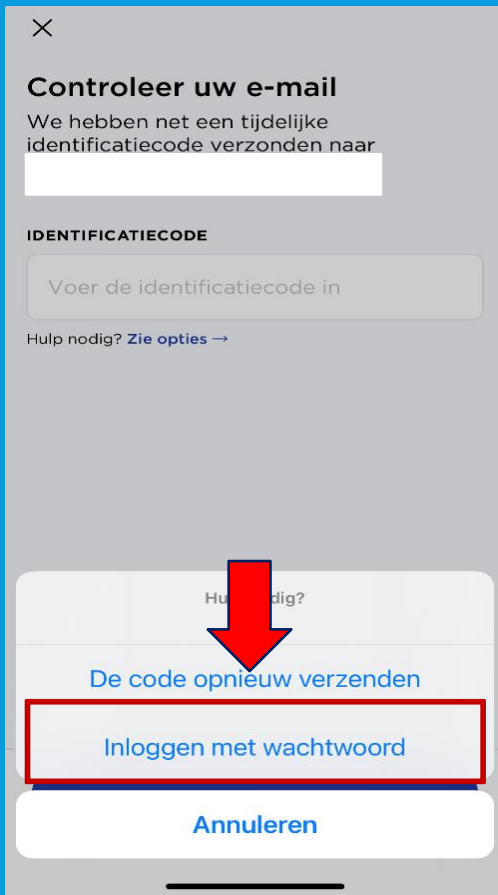 Controleer uw e-mail
We hebben net een tijdelijke
identificatiecode verzonden naar
IDENTIFICATIECODE
Voer de identificatiecode in
Hulp nodig? Zie opties →
De code opnieuw verzenden
Inloggen met wachtwoord
Annuleren